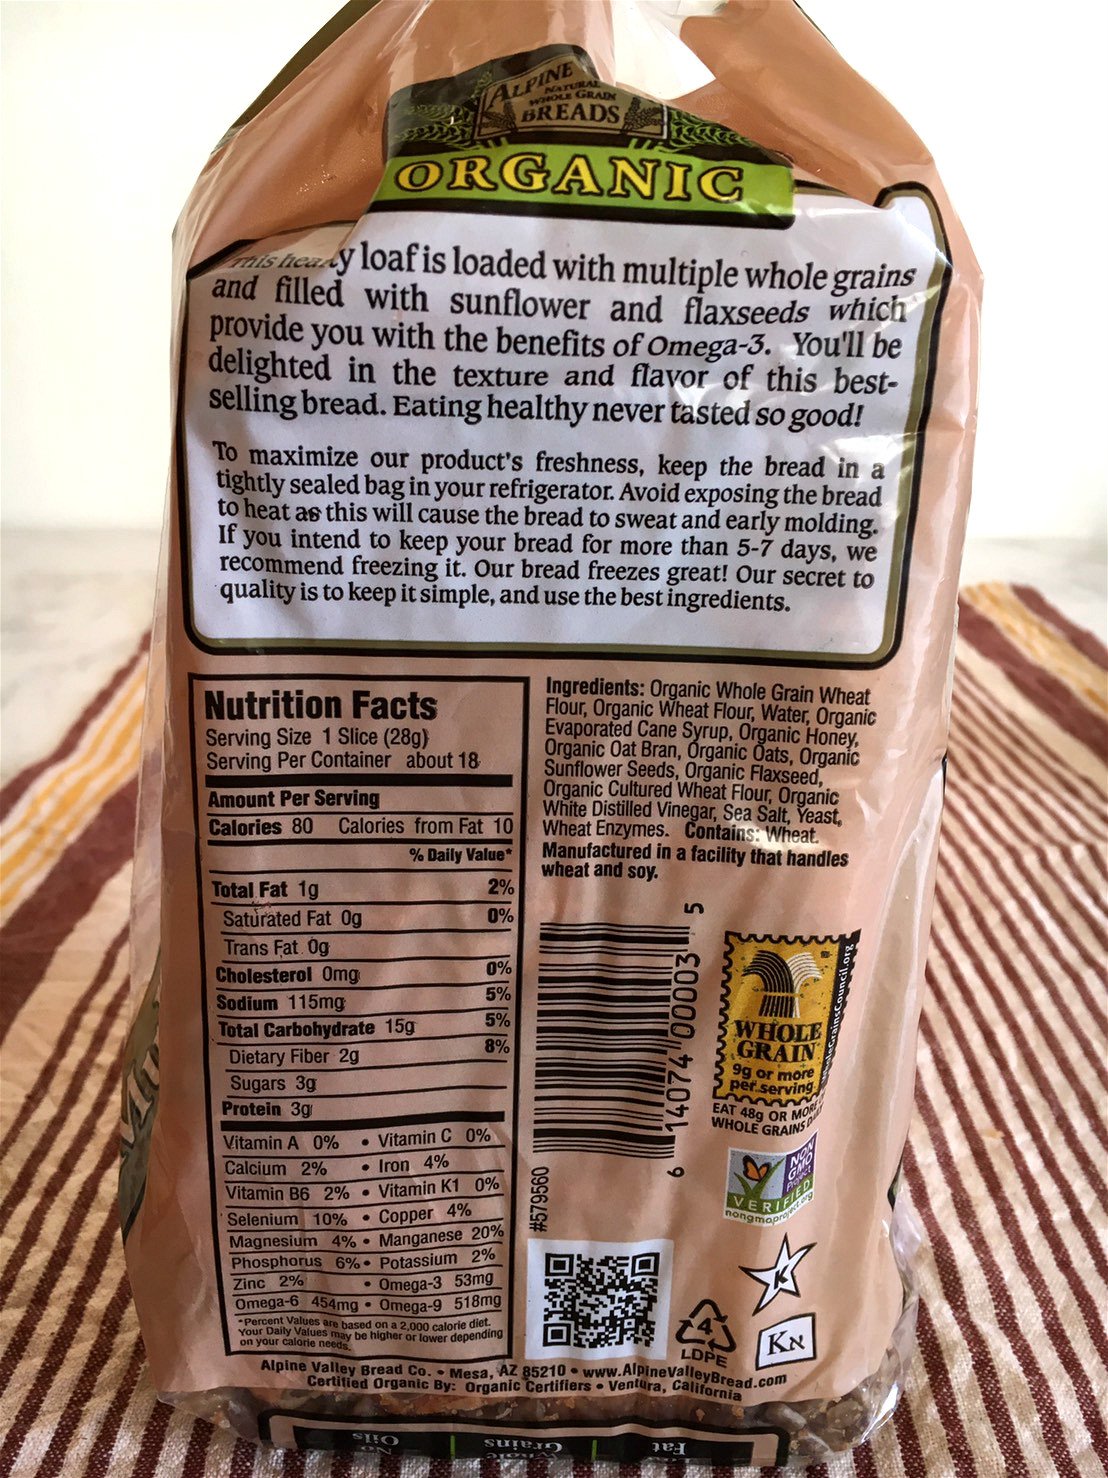 ALPINE
NATURAL
WHOLE GRAIN
BREADS
ORGANIC
This hearty loaf is loaded with multiple whole grains
and filled with sunflower and flaxseeds which
provide you with the benefits of Omega-3. You'll be
delighted in the texture and flavor of this best-
selling bread. Eating healthy never tasted so good!
To maximize our product's freshness, keep the bread in a
tightly sealed bag in your refrigerator. Avoid exposing the bread
to heat as this will cause the bread to sweat and early molding.
If you intend to keep your bread for more than 5-7 days, we
recommend freezing it. Our bread freezes great! Our secret to
quality is to keep it simple, and use the best ingredients.
Nutrition Facts
Serving Size 1 Slice (28g)
Serving Per Container about 18
Amount Per Serving
Calories 80 Calories from Fat 10
% Daily Value*
Total Fat 1g 2%
Saturated Fat 0g 0%
Trans Fat 0g
Cholesterol 0mg 0%
Sodium 115mg 5%
Total Carbohydrate 15g 5%
Dietary Fiber 2g 8%
Sugars 3g
Protein 3g
Vitamin A 0% • Vitamin C 0%
Calcium 2% • Iron 4%
Vitamin B6 2% • Vitamin K1 0%
Selenium 10% • Copper 4%
Magnesium 4% • Manganese 20%
Phosphorus 6% • Potassium 2%
Zinc 2% • Omega-3 53mg
Omega-6 454mg • Omega-9 518mg
*Percent Values are based on a 2,000 calorie diet.
Your Daily Values may be higher or lower depending
on your calorie needs.
Ingredients: Organic Whole Grain Wheat
Flour, Organic Wheat Flour, Water, Organic
Evaporated Cane Syrup, Organic Honey,
Organic Oat Bran, Organic Oats, Organic
Sunflower Seeds, Organic Flaxseed,
Organic Cultured Wheat Flour, Organic
White Distilled Vinegar, Sea Salt, Yeast,
Wheat Enzymes. Contains: Wheat.
Manufactured in a facility that handles
wheat and soy.
6 14074 00003 5
#579560
WHOLE
GRAIN
9g or more
per serving
WholeGrainsCouncil.org
EAT 48g OR MORE
WHOLE GRAINS DAILY
NON
GMO
Project
VERIFIED
nongmoproject.org
K
4
LDPE
KN
Alpine Valley Bread Co. • Mesa, AZ 85210 • www.AlpineValleyBread.com
Certified Organic By: Organic Certifiers • Ventura, California
No
Oils
Whole
Grains
Fat